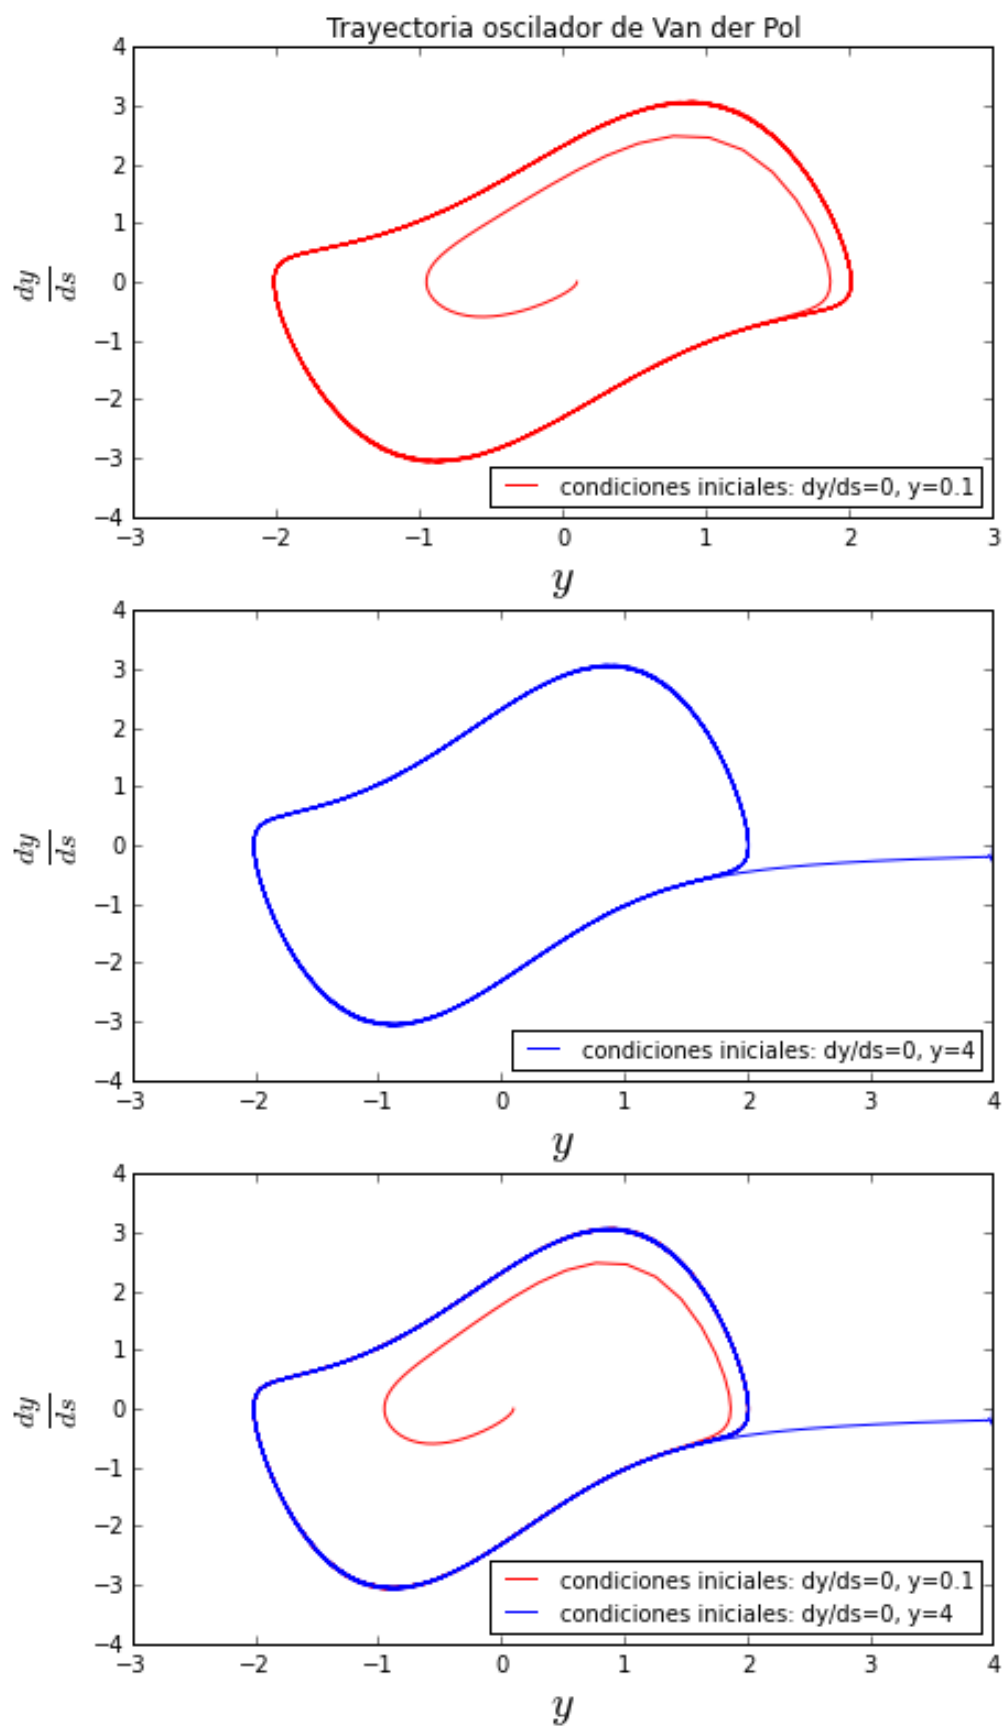 Trayectoria oscilador de Van der Pol
4
3
2
1
0
−1
−2
−3
−4
dy
ds
condiciones iniciales: dy/ds=0, y=0.1
−3 −2 −1 0 1 2 3
y
4
3
2
1
0
−1
−2
−3
−4
dy
ds
condiciones iniciales: dy/ds=0, y=4
−3 −2 −1 0 1 2 3 4
y
4
3
2
1
0
−1
−2
−3
−4
dy
ds
condiciones iniciales: dy/ds=0, y=0.1
condiciones iniciales: dy/ds=0, y=4
−3 −2 −1 0 1 2 3 4
y